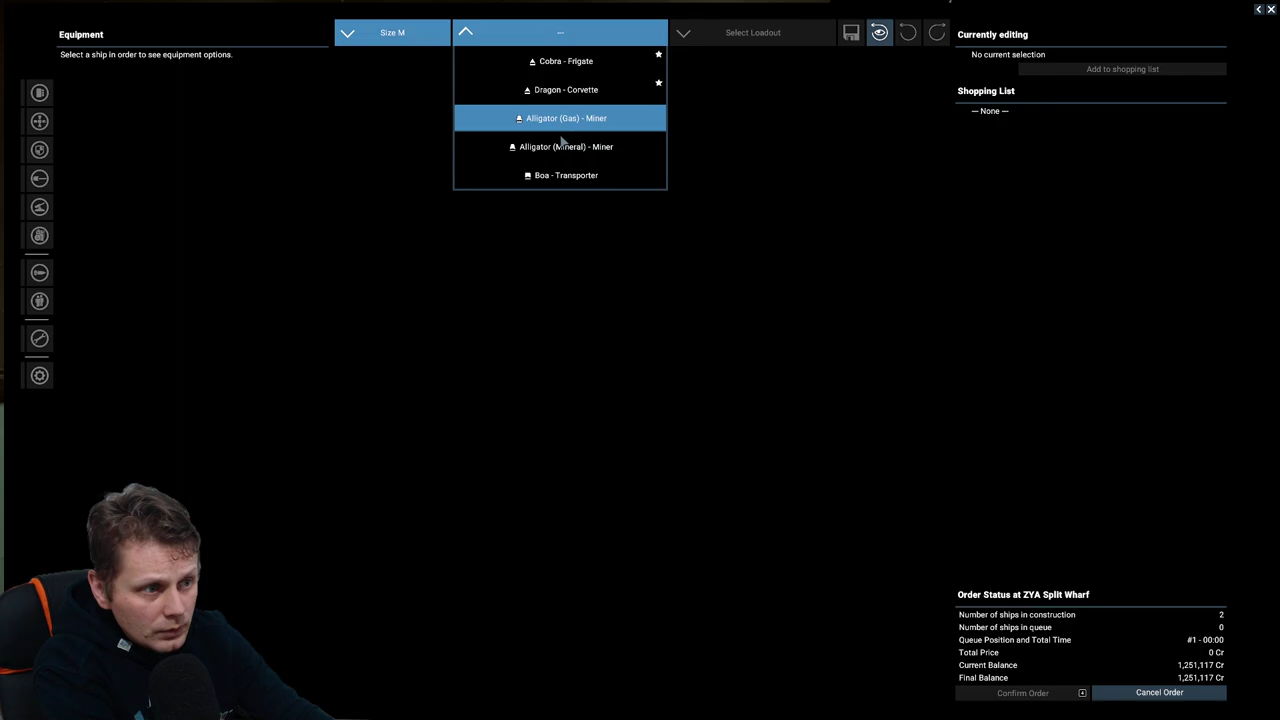 Equipment
Select a ship in order to see equipment options.
Size M
---
Select Loadout
Cobra - Frigate
Dragon - Corvette
Alligator (Gas) - Miner
Alligator (Mineral) - Miner
Boa - Transporter
Currently editing
No current selection
Add to shopping list
Shopping List
--- None ---
Order Status at ZYA Split Wharf
Number of ships in construction 2
Number of ships in queue 0
Queue Position and Total Time #1 - 00:00
Total Price 0 Cr
Current Balance 1,251,117 Cr
Final Balance 1,251,117 Cr
Confirm Order
Cancel Order